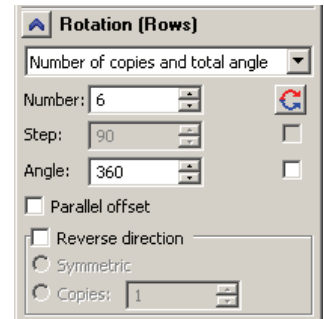 Rotation (Rows)
Number of copies and total angle
Number: 6
Step: 90
Angle: 360
Parallel offset
Reverse direction
Symmetric
Copies: 1